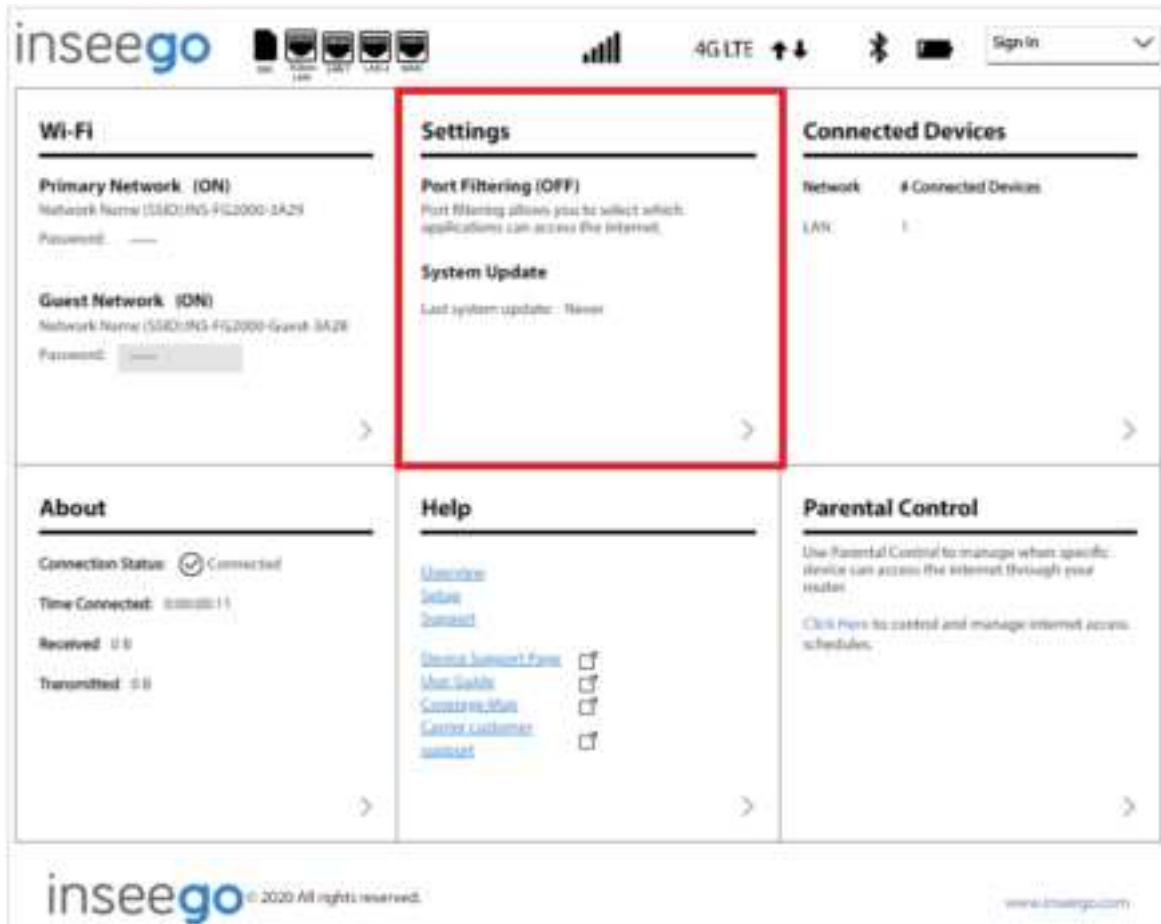 inseego
4G LTE
Sign In
Wi-Fi
Primary Network (ON)
Network Name (SSID):INS-FG2000-3A29
Password:
Guest Network (ON)
Network Name (SSID):INS-FG2000-Guest-3A28
Password:
Settings
Port Filtering (OFF)
Port filtering allows you to select which
applications can access the internet.
System Update
Last system update: Never
Connected Devices
Network # Connected Devices
LAN 1
About
Connection Status: Connected
Time Connected:
Received 0 B
Transmitted 0 B
Help
Overview
Setup
Support
Device Support Page
User Guide
Coverage Map
Carrier customer
support
Parental Control
Use Parental Control to manage when specific
device can access the internet through your
router.
Click Here to control and manage internet access
schedules.
inseego © 2020 All rights reserved.
www.inseego.com